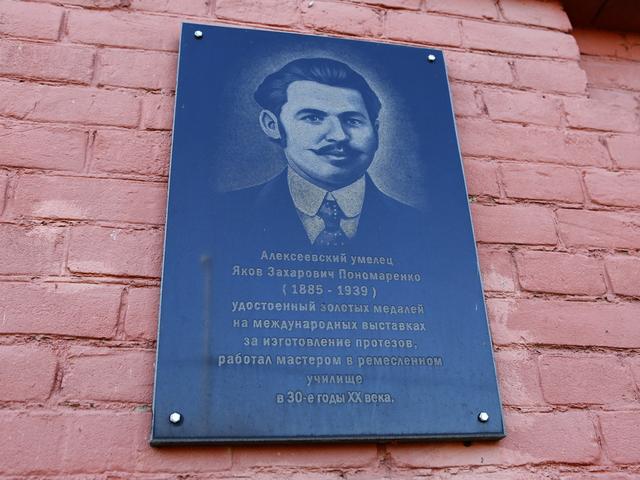 Алексеевский умелец
Яков Захарович Пономаренко
( 1885 - 1939 )
удостоенный золотых медалей
на международных выставках
за изготовление протезов,
работал мастером в ремесленном
училище
в 30-е годы XX века.